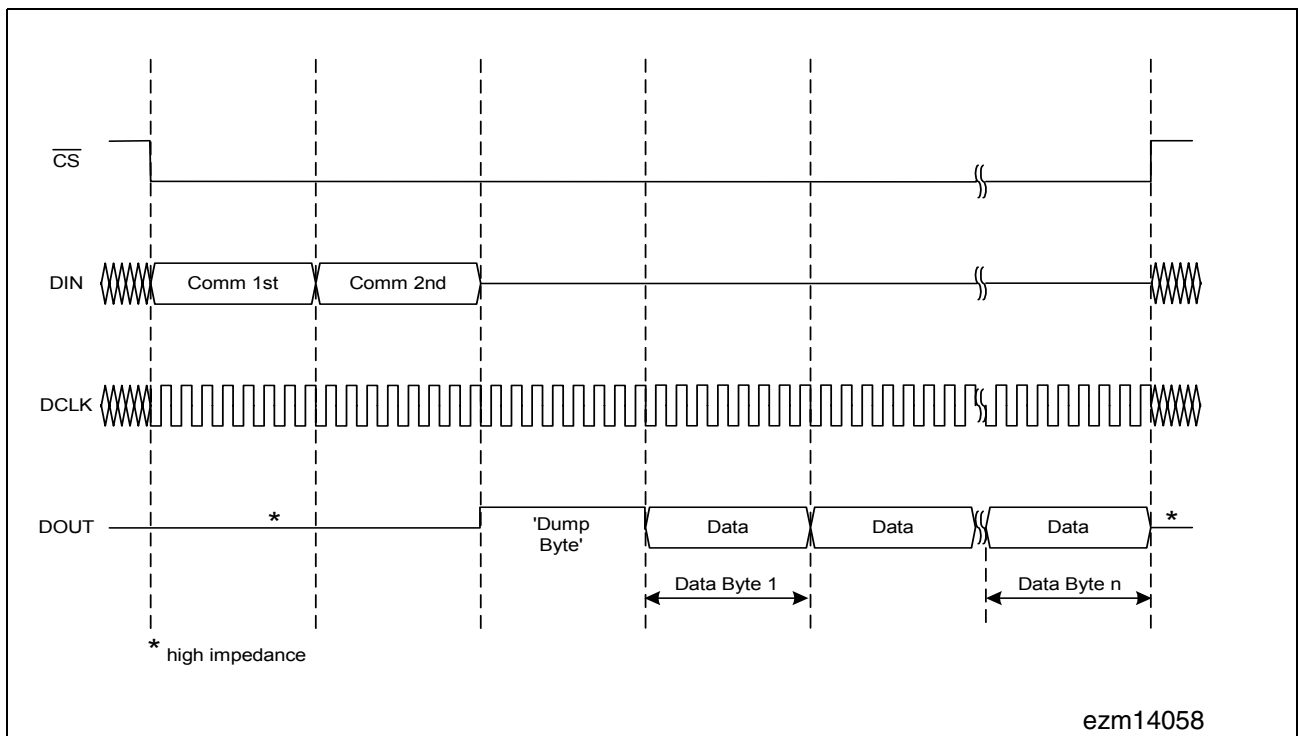 CS
DIN
Comm 1st
Comm 2nd
DCLK
DOUT
*
'Dump
Byte'
Data
Data
Data
*
Data Byte 1
Data Byte n
* high impedance
ezm14058